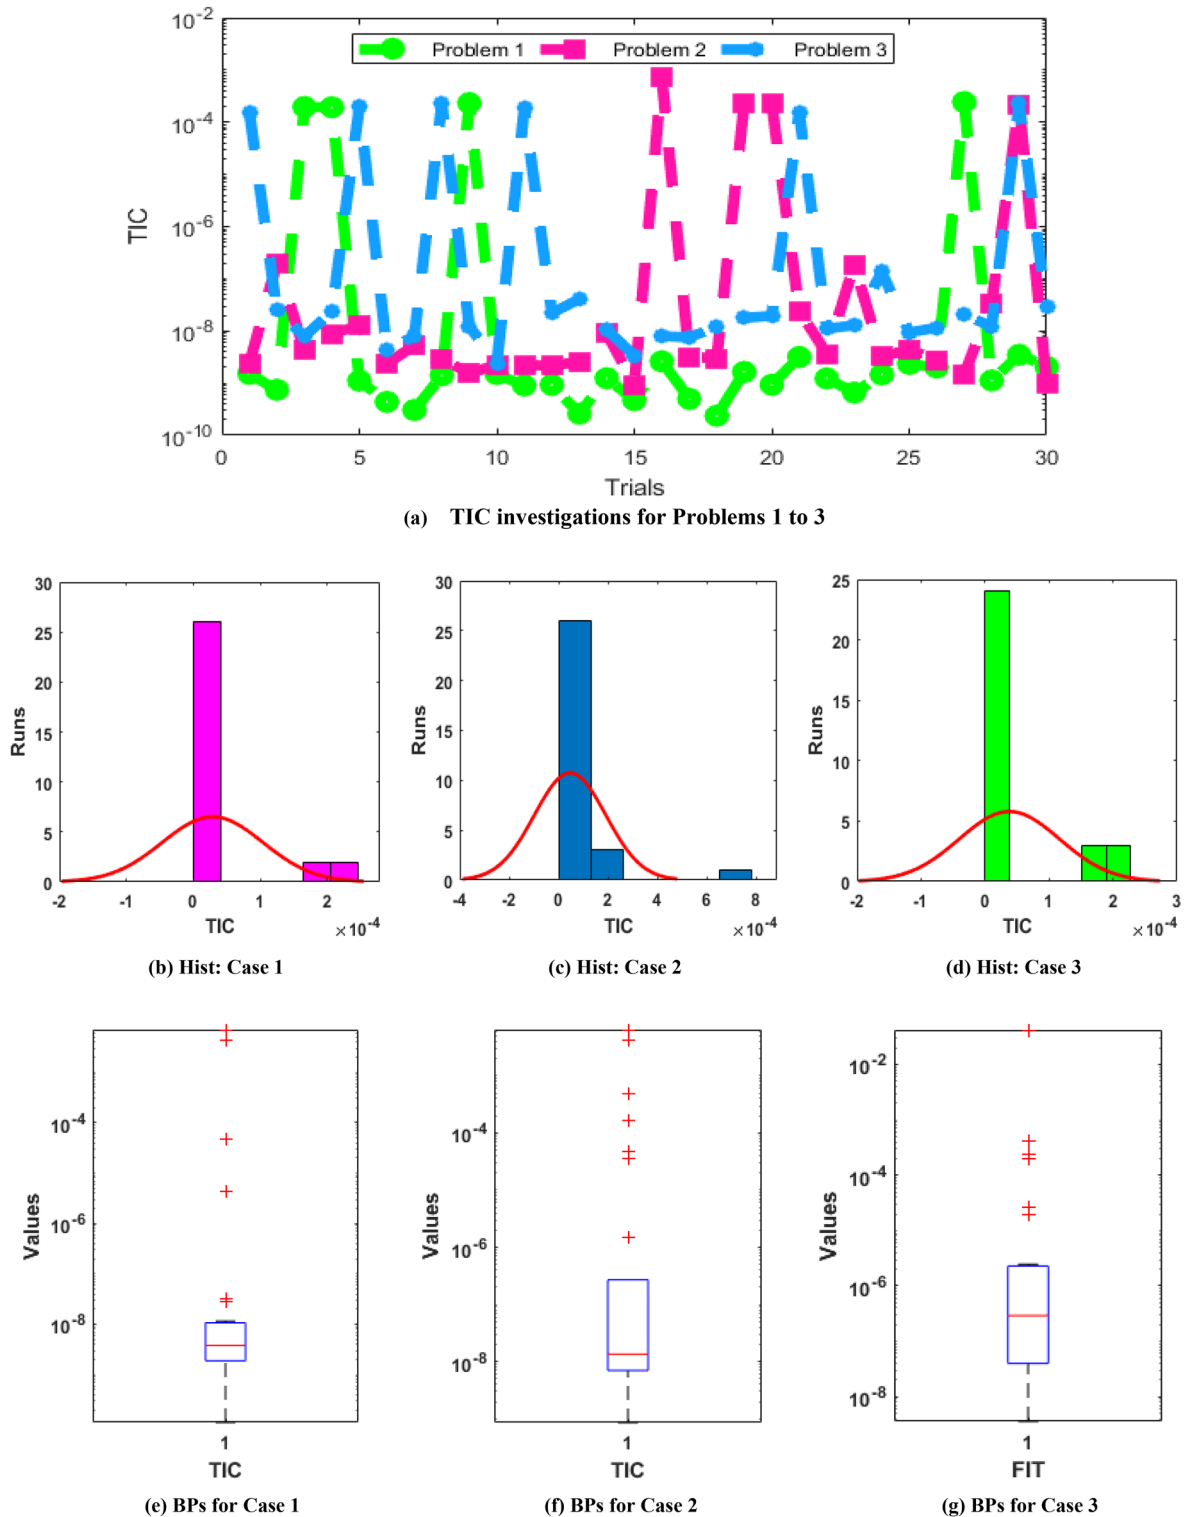 10^-2
Problem 1 Problem 2 Problem 3
10^-4
10^-6
10^-8
10^-10
TIC
0 5 10 15 20 25 30
Trials
(a) TIC investigations for Problems 1 to 3
30
25
20
15
10
5
0
Runs
-2 -1 0 1 2
TIC
×10^-4
(b) Hist: Case 1
30
25
20
15
10
5
0
Runs
-4 -2 0 2 4 6 8
TIC
×10^-4
(c) Hist: Case 2
25
20
15
10
5
0
Runs
-2 -1 0 1 2 3
TIC
×10^-4
(d) Hist: Case 3
10^-4
10^-6
10^-8
Values
1
TIC
(e) BPs for Case 1
10^-4
10^-6
10^-8
Values
1
TIC
(f) BPs for Case 2
10^-2
10^-4
10^-6
10^-8
Values
1
FIT
(g) BPs for Case 3